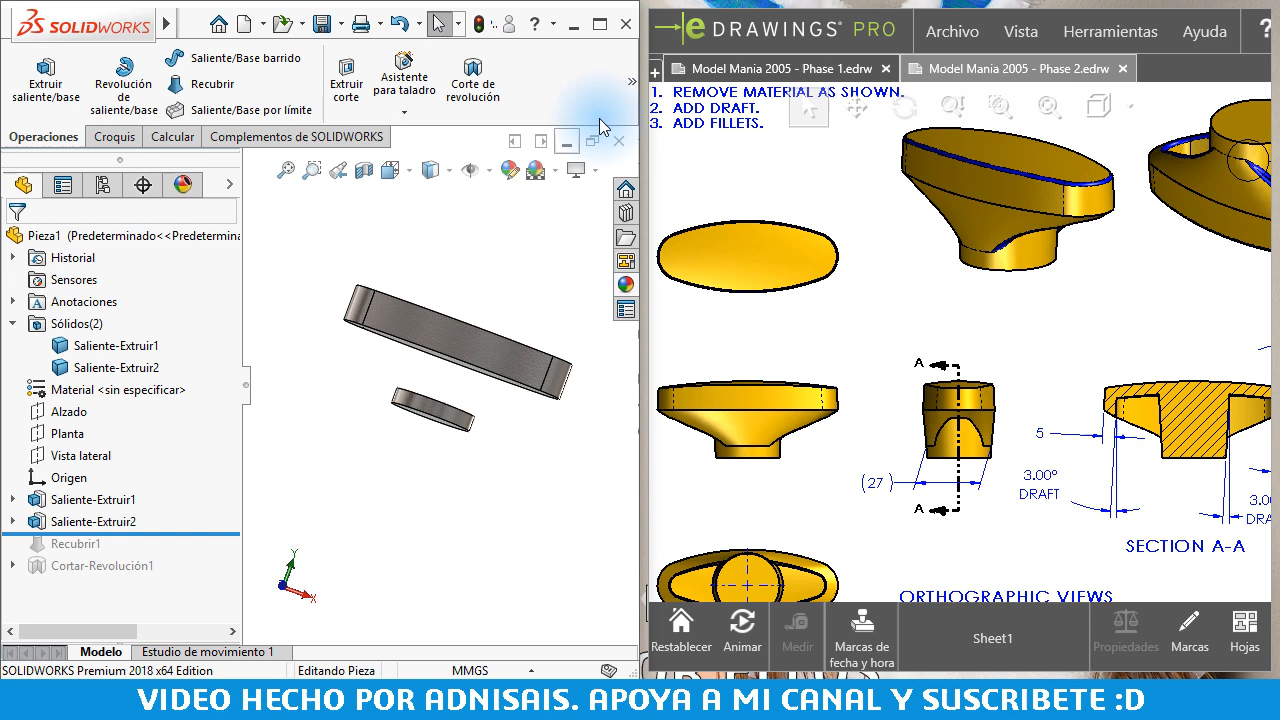 SOLIDWORKS
Extruir saliente/base
Revolución de saliente/base
Saliente/Base barrido
Recubrir
Saliente/Base por límite
Extruir corte
Asistente para taladro
Corte de revolución
Operaciones
Croquis
Calcular
Complementos de SOLIDWORKS
Pieza1 (Predeterminado<<Predetermina
Historial
Sensores
Anotaciones
Sólidos(2)
Saliente-Extruir1
Saliente-Extruir2
Material <sin especificar>
Alzado
Planta
Vista lateral
Origen
Saliente-Extruir1
Saliente-Extruir2
Recubrir1
Cortar-Revolución1
Y
X
Modelo
Estudio de movimiento 1
SOLIDWORKS Premium 2018 x64 Edition
Editando Pieza
MMGS
eDRAWINGS® PRO
Archivo
Vista
Herramientas
Ayuda
?
Model Mania 2005 - Phase 1.edrw
Model Mania 2005 - Phase 2.edrw
1. REMOVE MATERIAL AS SHOWN.
2. ADD DRAFT.
3. ADD FILLETS.
A
A
(27)
5
3.00°
DRAFT
3.0
DRA
SECTION A-A
ORTHOGRAPHIC VIEWS
Restablecer
Animar
Medir
Marcas de fecha y hora
Sheet1
Propiedades
Marcas
Hojas
VIDEO HECHO POR ADNISAIS. APOYA A MI CANAL Y SUSCRIBETE :D